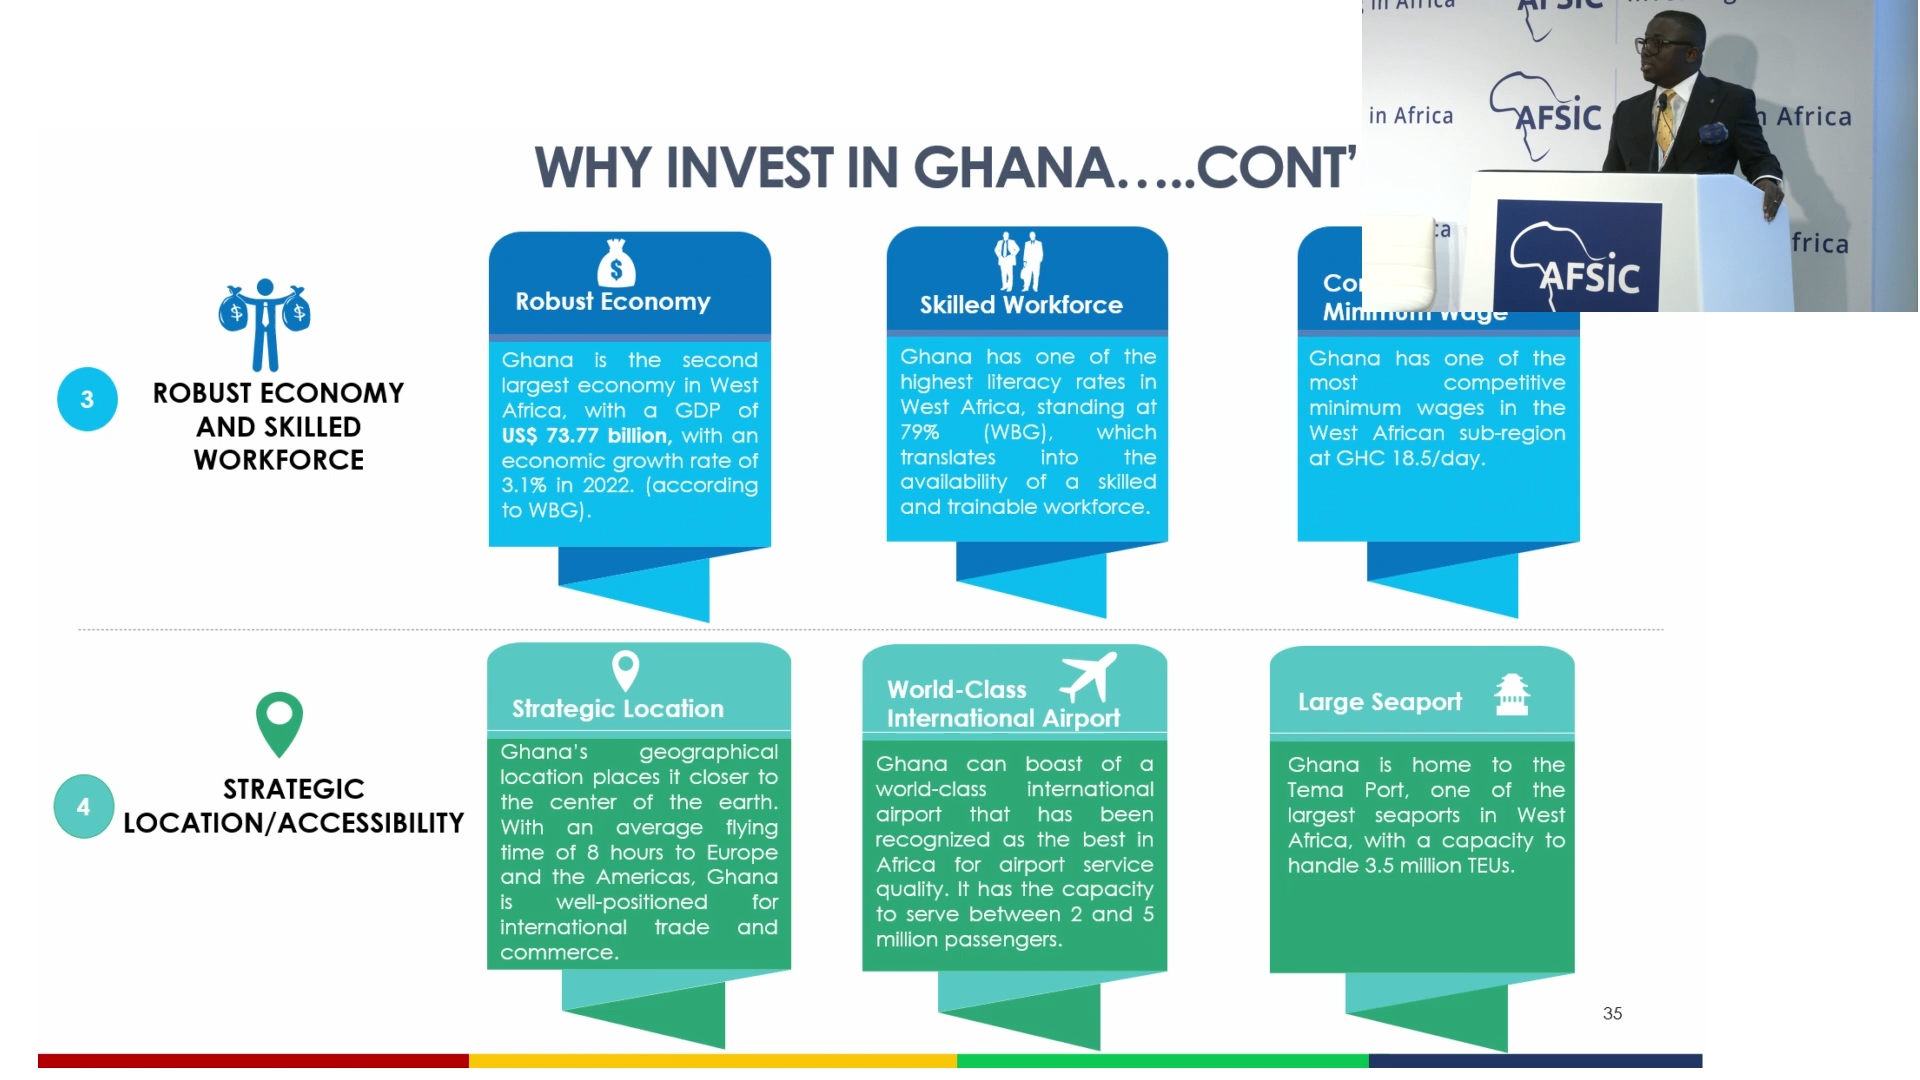 in Africa
AFSIC
in Africa
AFSIC
Africa
AFSIC
WHY INVEST IN GHANA.....CONT'
3
ROBUST ECONOMY
AND SKILLED
WORKFORCE
Robust Economy
Ghana is the second
largest economy in West
Africa, with a GDP of
US$ 73.77 billion, with an
economic growth rate of
3.1% in 2022. (according
to WBG).
Skilled Workforce
Ghana has one of the
highest literacy rates in
West Africa, standing at
79% (WBG), which
translates into the
availability of a skilled
and trainable workforce.
Minimum Wage
Ghana has one of the
most competitive
minimum wages in the
West African sub-region
at GHC 18.5/day.
4
STRATEGIC
LOCATION/ACCESSIBILITY
Strategic Location
Ghana's geographical
location places it closer to
the center of the earth.
With an average flying
time of 8 hours to Europe
and the Americas, Ghana
is well-positioned for
international trade and
commerce.
World-Class
International Airport
Ghana can boast of a
world-class international
airport that has been
recognized as the best in
Africa for airport service
quality. It has the capacity
to serve between 2 and 5
million passengers.
Large Seaport
Ghana is home to the
Tema Port, one of the
largest seaports in West
Africa, with a capacity to
handle 3.5 million TEUs.
35